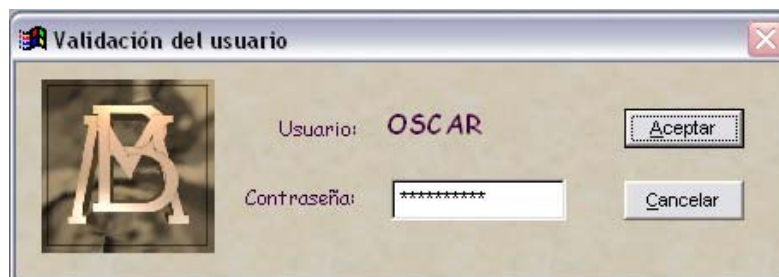 Validación del usuario
Usuario: OSCAR
Aceptar
Contraseña: **********
Cancelar